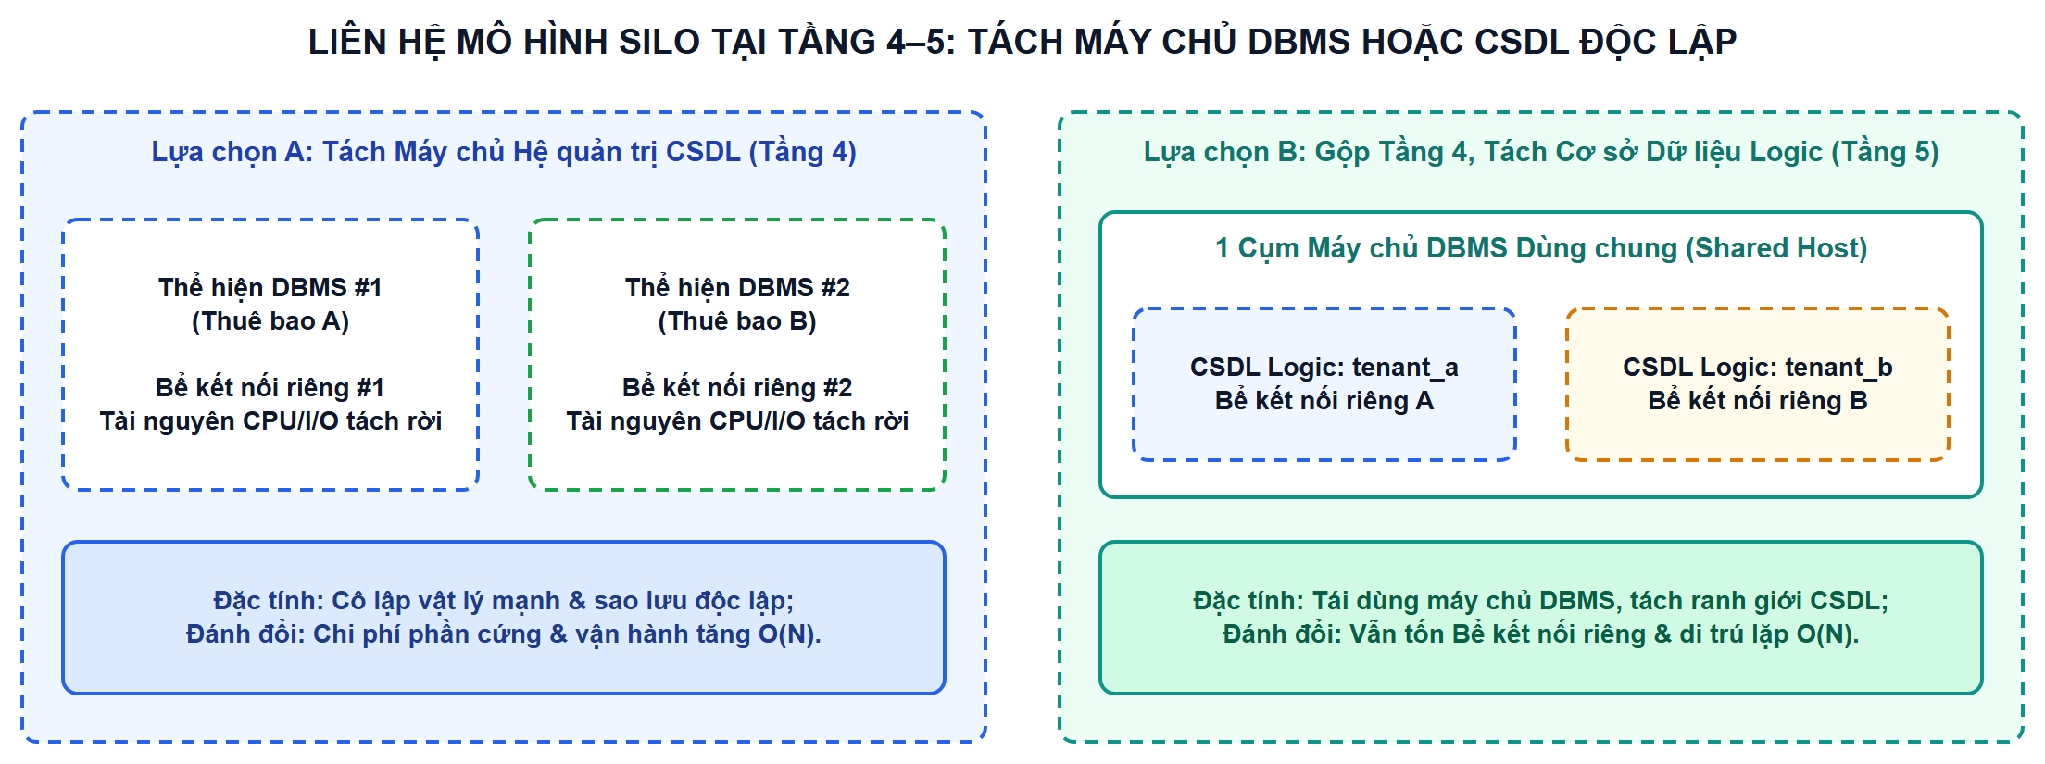 LIÊN HỆ MÔ HÌNH SILO TẠI TẦNG 4–5: TÁCH MÁY CHỦ DBMS HOẶC CSDL ĐỘC LẬP
Lựa chọn A: Tách Máy chủ Hệ quản trị CSDL (Tầng 4)
Thể hiện DBMS #1
(Thuê bao A)
Bể kết nối riêng #1
Tài nguyên CPU/I/O tách rời
Thể hiện DBMS #2
(Thuê bao B)
Bể kết nối riêng #2
Tài nguyên CPU/I/O tách rời
Đặc tính: Cô lập vật lý mạnh & sao lưu độc lập;
Đánh đổi: Chi phí phần cứng & vận hành tăng O(N).
Lựa chọn B: Gộp Tầng 4, Tách Cơ sở Dữ liệu Logic (Tầng 5)
1 Cụm Máy chủ DBMS Dùng chung (Shared Host)
CSDL Logic: tenant_a
Bể kết nối riêng A
CSDL Logic: tenant_b
Bể kết nối riêng B
Đặc tính: Tái dùng máy chủ DBMS, tách ranh giới CSDL;
Đánh đổi: Vẫn tốn Bể kết nối riêng & di trú lặp O(N).